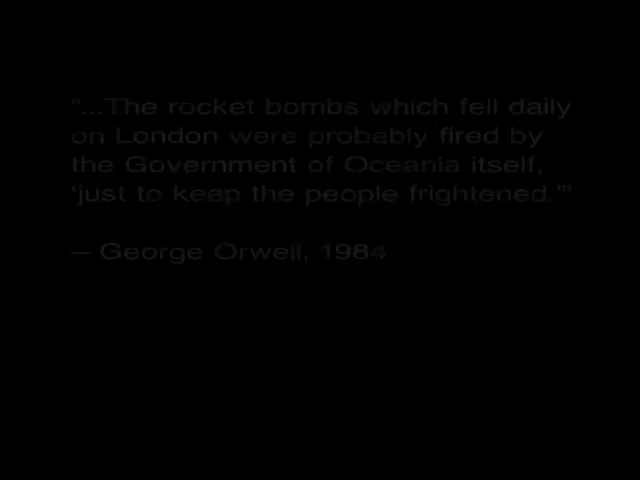 “...The rocket bombs which fell daily
on London were probably fired by
the Government of Oceania itself,
‘just to keep the people frightened.’”
— George Orwell, 1984